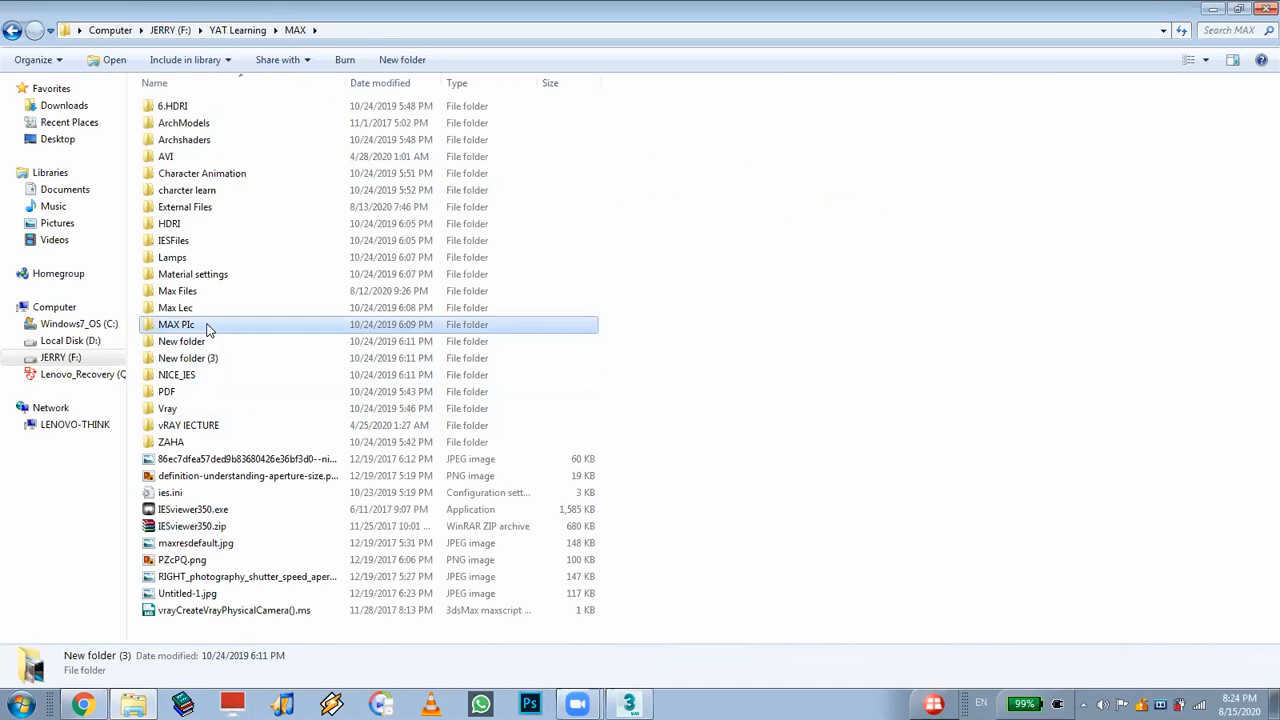 Computer JERRY (F:) YAT Learning MAX Search MAX
Organize Open Include in library Share with Burn New folder
Name Date modified Type Size
Favorites
Downloads
Recent Places
Desktop
Libraries
Documents
Music
Pictures
Videos
Homegroup
Computer
Windows7_OS (C:)
Local Disk (D:)
JERRY (F:)
Lenovo_Recovery (Q
Network
LENOVO-THINK
6.HDRI 10/24/2019 5:48 PM File folder
ArchModels 11/1/2017 5:02 PM File folder
Archshaders 10/24/2019 5:48 PM File folder
AVI 4/28/2020 1:01 AM File folder
Character Animation 10/24/2019 5:51 PM File folder
charcter learn 10/24/2019 5:52 PM File folder
External Files 8/13/2020 7:46 PM File folder
HDRI 10/24/2019 6:05 PM File folder
IESFiles 10/24/2019 6:05 PM File folder
Lamps 10/24/2019 6:07 PM File folder
Material settings 10/24/2019 6:07 PM File folder
Max Files 8/12/2020 9:26 PM File folder
Max Lec 10/24/2019 6:08 PM File folder
MAX PIc 10/24/2019 6:09 PM File folder
New folder 10/24/2019 6:11 PM File folder
New folder (3) 10/24/2019 6:11 PM File folder
NICE_IES 10/24/2019 6:11 PM File folder
PDF 10/24/2019 5:43 PM File folder
Vray 10/24/2019 5:46 PM File folder
vRAY lECTURE 4/25/2020 1:27 AM File folder
ZAHA 10/24/2019 5:42 PM File folder
86ec7dfea57ded9b83680426e36bf3d0--ni... 12/19/2017 6:12 PM JPEG image 60 KB
definition-understanding-aperture-size.p... 12/19/2017 5:19 PM PNG image 19 KB
ies.ini 10/23/2019 5:19 PM Configuration sett... 3 KB
IESviewer350.exe 6/11/2017 9:07 PM Application 1,585 KB
IESviewer350.zip 11/25/2017 10:01 ... WinRAR ZIP archive 680 KB
maxresdefault.jpg 12/19/2017 5:31 PM JPEG image 148 KB
PZcPQ.png 12/19/2017 6:06 PM PNG image 100 KB
RIGHT_photography_shutter_speed_aper... 12/19/2017 5:27 PM JPEG image 147 KB
Untitled-1.jpg 12/19/2017 6:23 PM JPEG image 117 KB
vrayCreateVrayPhysicalCamera().ms 11/28/2017 8:13 PM 3dsMax maxscript ... 1 KB
New folder (3) Date modified: 10/24/2019 6:11 PM
File folder
Ps 3 MAX EN 99% 8:24 PM
8/15/2020